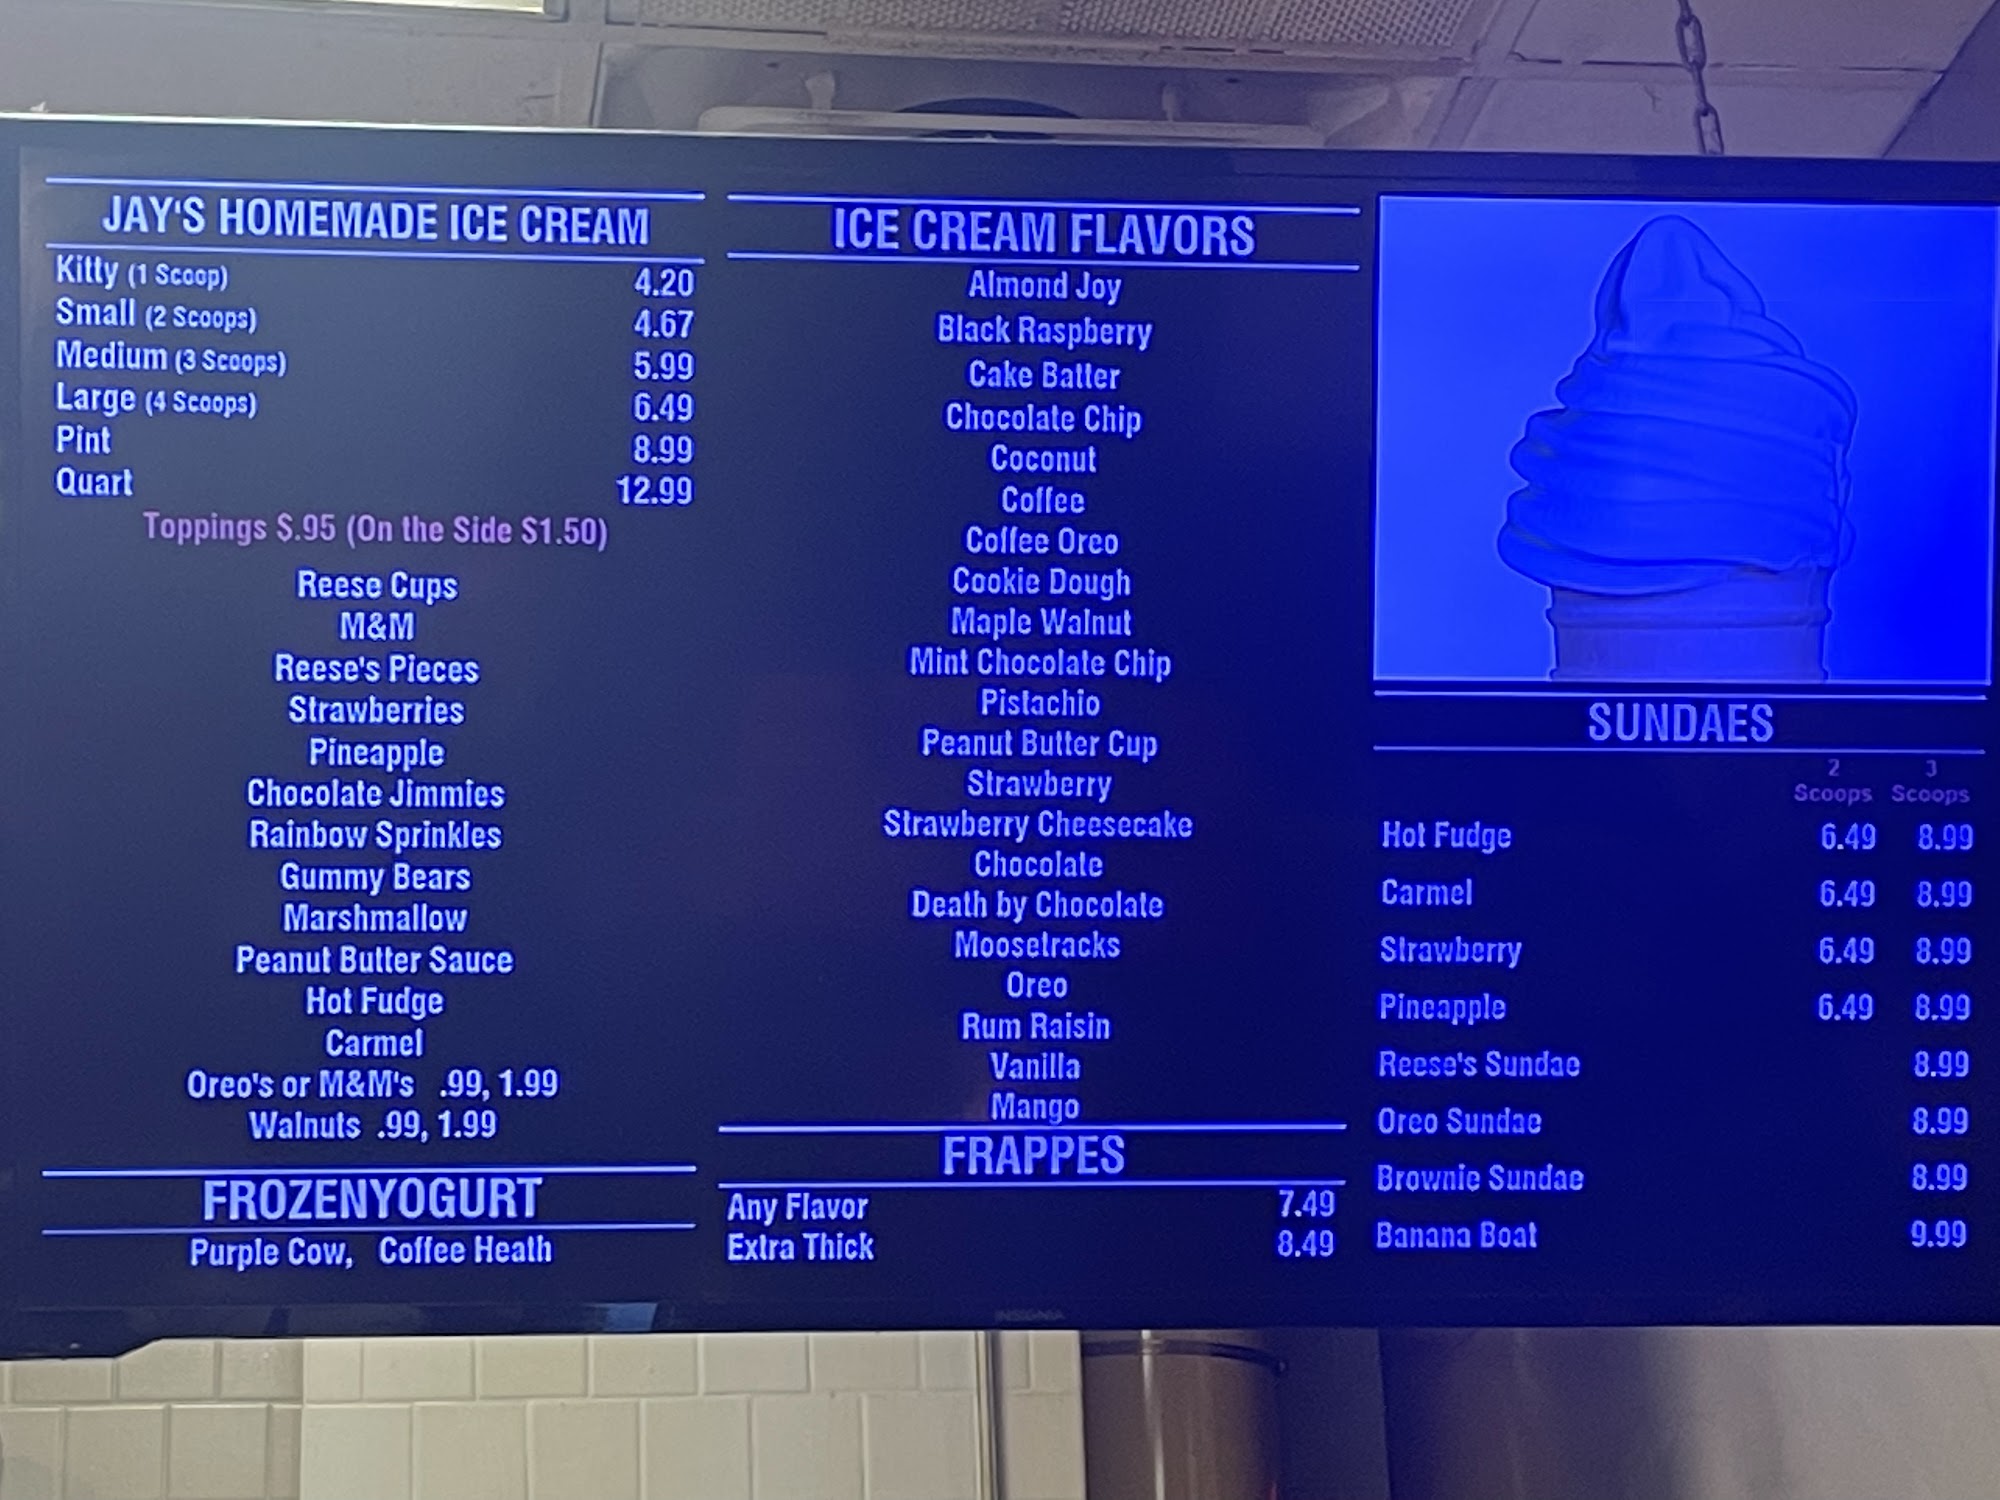 JAY'S HOMEMADE ICE CREAM
Kitty (1 Scoop) 4.20
Small (2 Scoops) 4.67
Medium (3 Scoops) 5.99
Large (4 Scoops) 6.49
Pint 8.99
Quart 12.99
Toppings $.95 (On the Side $1.50)
Reese Cups
M&M
Reese's Pieces
Strawberries
Pineapple
Chocolate Jimmies
Rainbow Sprinkles
Gummy Bears
Marshmallow
Peanut Butter Sauce
Hot Fudge
Carmel
Oreo's or M&M's .99, 1.99
Walnuts .99, 1.99
FROZENYOGURT
Purple Cow, Coffee Heath
ICE CREAM FLAVORS
Almond Joy
Black Raspberry
Cake Batter
Chocolate Chip
Coconut
Coffee
Coffee Oreo
Cookie Dough
Maple Walnut
Mint Chocolate Chip
Pistachio
Peanut Butter Cup
Strawberry
Strawberry Cheesecake
Chocolate
Death by Chocolate
Moosetracks
Oreo
Rum Raisin
Vanilla
Mango
FRAPPES
Any Flavor 7.49
Extra Thick 8.49
SUNDAES
2 3
Scoops Scoops
Hot Fudge 6.49 8.99
Carmel 6.49 8.99
Strawberry 6.49 8.99
Pineapple 6.49 8.99
Reese's Sundae 8.99
Oreo Sundae 8.99
Brownie Sundae 8.99
Banana Boat 9.99
INSIGNIA